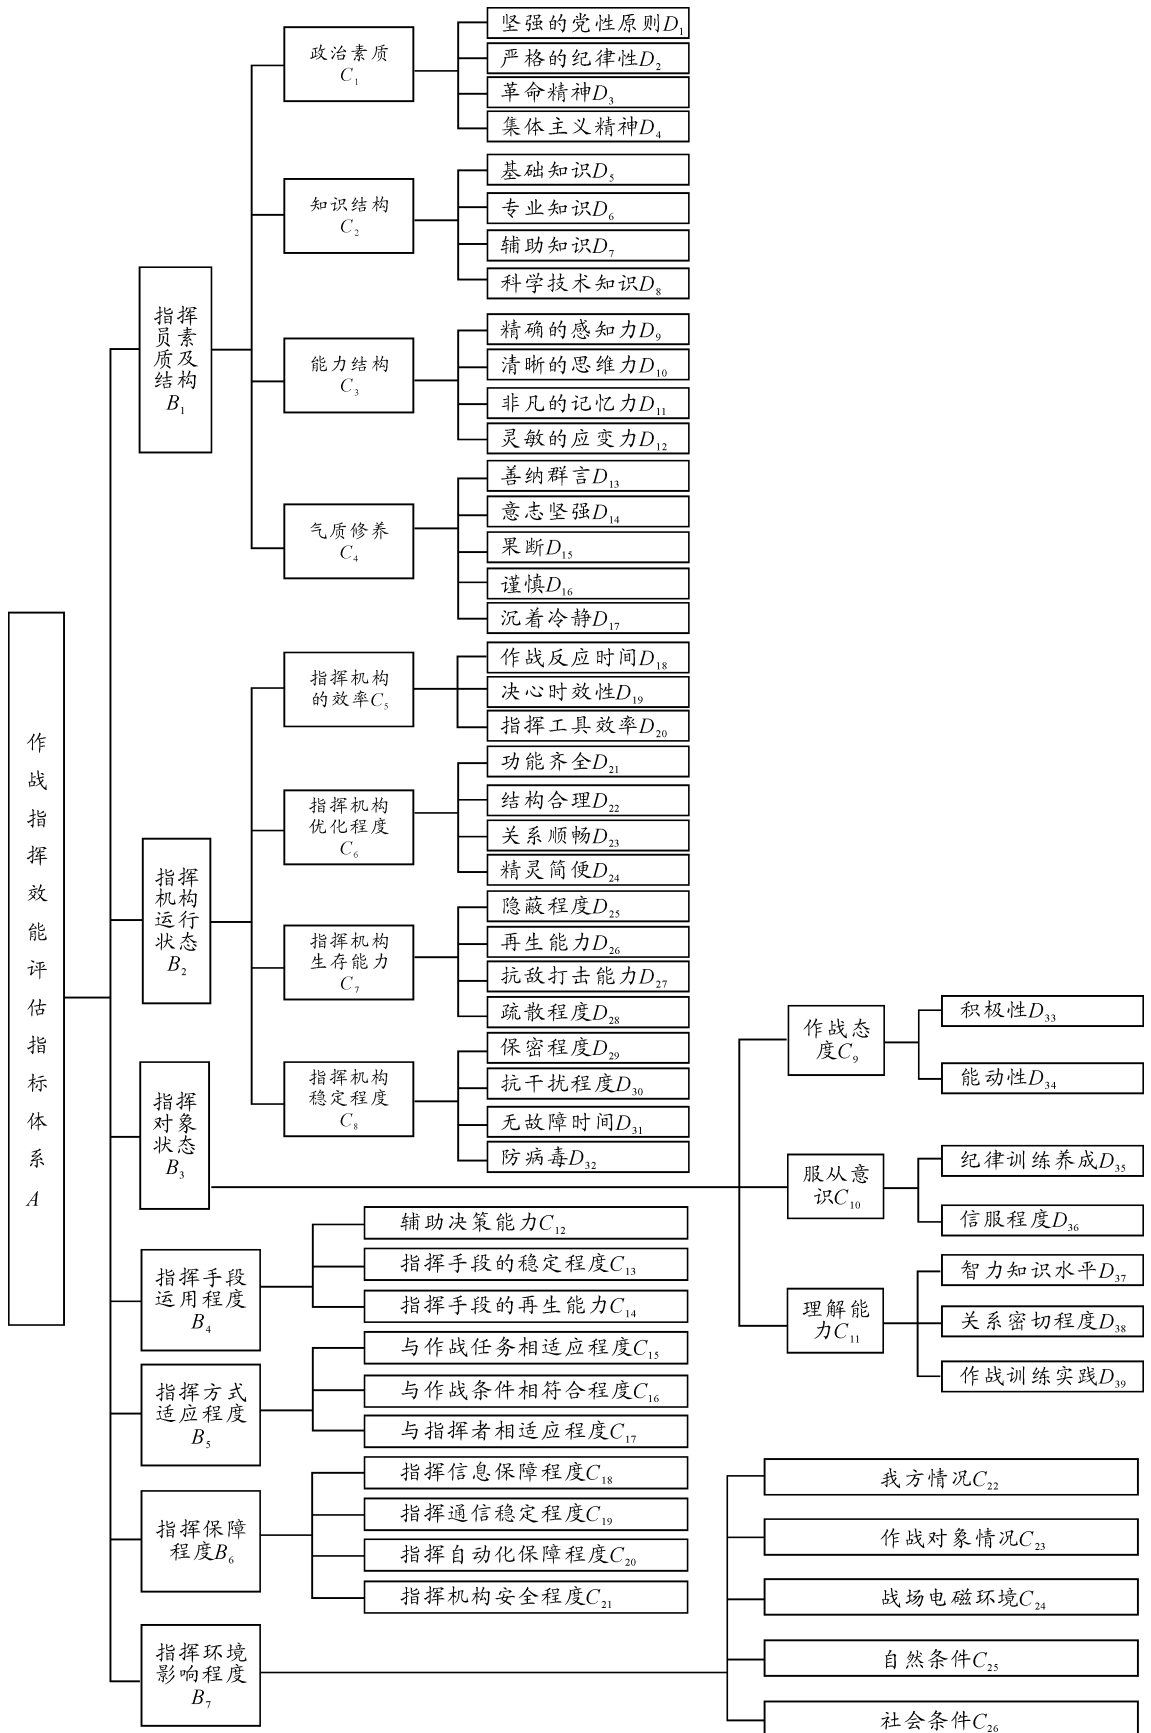 作战指挥效能评估指标体系A
指挥
员素
质及
结构
B₁
政治素质
C₁
坚强的党性原则D₁
严格的纪律性D₂
革命精神D₃
集体主义精神D₄
知识结构
C₂
基础知识D₅
专业知识D₆
辅助知识D₇
科学技术知识D₈
能力结构
C₃
精确的感知力D₉
清晰的思维力D₁₀
非凡的记忆力D₁₁
灵敏的应变力D₁₂
气质修养
C₄
善纳群言D₁₃
意志坚强D₁₄
果断D₁₅
谨慎D₁₆
沉着冷静D₁₇
指挥
机构
运行
状态
B₂
指挥机构
的效率C₅
作战反应时间D₁₈
决心时效性D₁₉
指挥工具效率D₂₀
指挥机构
优化程度
C₆
功能齐全D₂₁
结构合理D₂₂
关系顺畅D₂₃
精灵简便D₂₄
指挥机构
生存能力
C₇
隐蔽程度D₂₅
再生能力D₂₆
抗敌打击能力D₂₇
疏散程度D₂₈
指挥机构
稳定程度
C₈
保密程度D₂₉
抗干扰程度D₃₀
无故障时间D₃₁
防病毒D₃₂
指挥
对象
状态
B₃
作战态
度C₉
积极性D₃₃
能动性D₃₄
服从意
识C₁₀
纪律训练养成D₃₅
信服程度D₃₆
理解能
力C₁₁
智力知识水平D₃₇
关系密切程度D₃₈
作战训练实践D₃₉
指挥手段
运用程度
B₄
辅助决策能力C₁₂
指挥手段的稳定程度C₁₃
指挥手段的再生能力C₁₄
指挥方式
适应程度
B₅
与作战任务相适应程度C₁₅
与作战条件相符合程度C₁₆
与指挥者相适应程度C₁₇
指挥保障
程度B₆
指挥信息保障程度C₁₈
指挥通信稳定程度C₁₉
指挥自动化保障程度C₂₀
指挥机构安全程度C₂₁
指挥环境
影响程度
B₇
我方情况C₂₂
作战对象情况C₂₃
战场电磁环境C₂₄
自然条件C₂₅
社会条件C₂₆